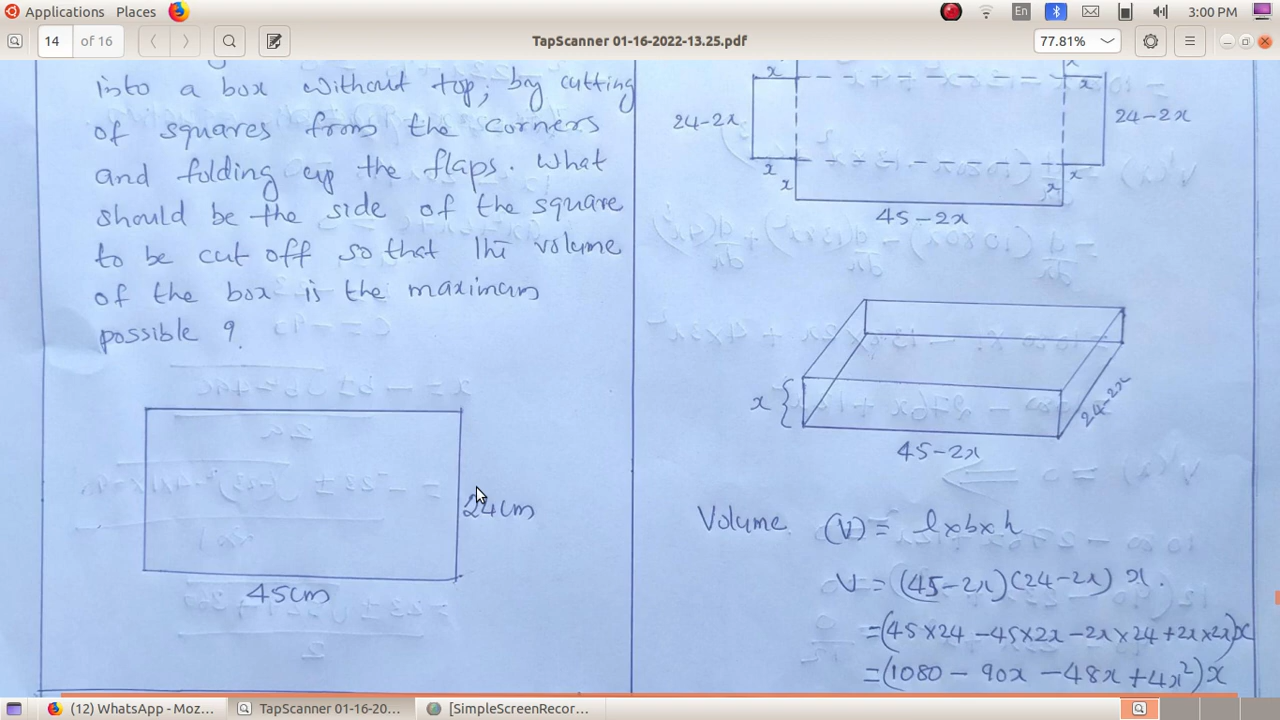 Applications Places En 3:00 PM
14 of 16 TapScanner 01-16-2022-13.25.pdf 77.81%
into a box without top, by cutting
of squares from the corners
and folding up the flaps. What
should be the side of the square
to be cut off so that the volume
of the box is the maximum
possible ?
24cm
45cm
x x
24-2x 24-2x
x x
x x
45-2x
x
24-2x
45-2x
Volume (V) = l×b×h
V = (45-2x)(24-2x) x.
=(45×24 -45×2x -2x×24 +2x×2x)x
=(1080 - 90x - 48x +4x²)x
(12) WhatsApp - Moz... TapScanner 01-16-20... [SimpleScreenRecor...